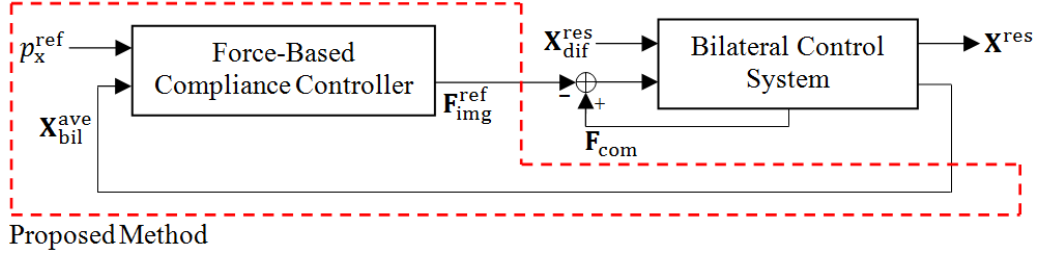 p_x^ref
Force-Based
Compliance Controller
X_bil^ave
F_img^ref
X_dif^res
Bilateral Control
System
X^res
−
+
F_com
Proposed Method